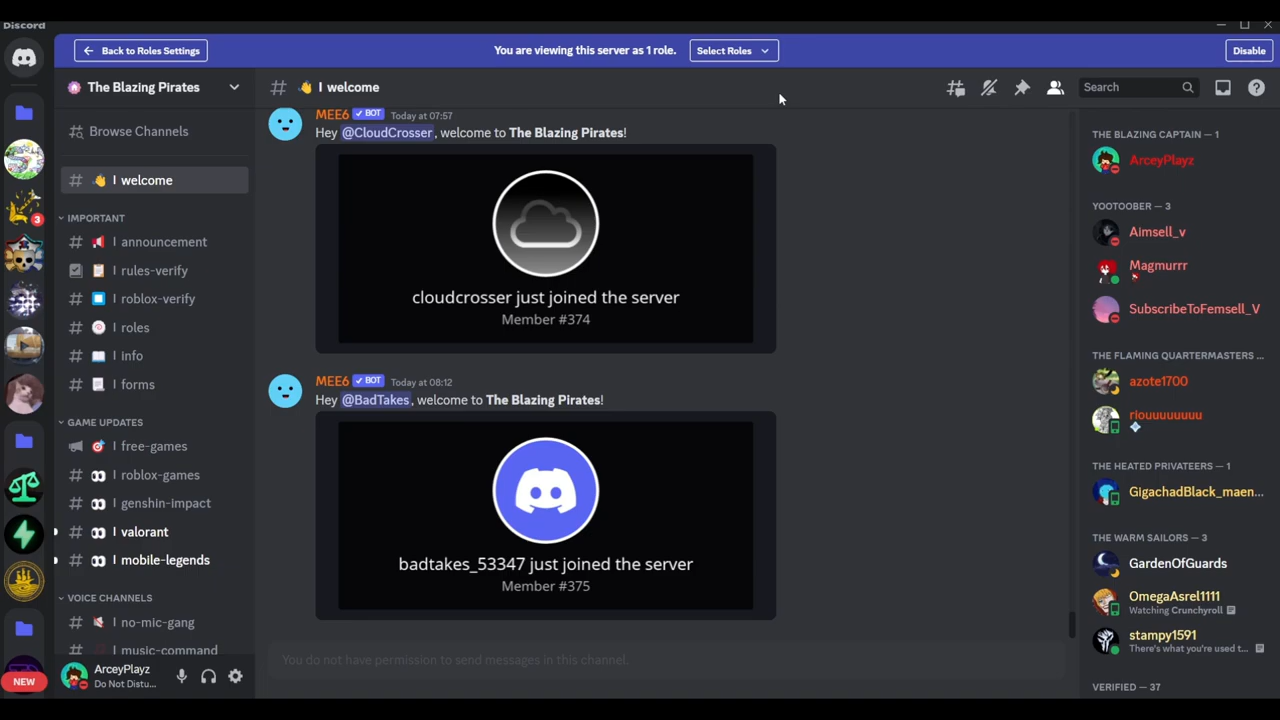 Discord
Back to Roles Settings
You are viewing this server as 1 role.
Select Roles
Disable
The Blazing Pirates
# 👋 I welcome
Search
Browse Channels
# 👋 I welcome
IMPORTANT
# 📢 I announcement
📋 I rules-verify
# I roblox-verify
# 🍥 I roles
# 📖 I info
# 📃 I forms
GAME UPDATES
🎯 I free-games
# 👀 I roblox-games
# 👀 I genshin-impact
# 👀 I valorant
# 👀 I mobile-legends
VOICE CHANNELS
# I no-mic-gang
# I music-command
ArceyPlayz
Do Not Distu...
NEW
3
MEE6 ✓ BOT Today at 07:57
Hey @CloudCrosser, welcome to The Blazing Pirates!
cloudcrosser just joined the server
Member #374
MEE6 ✓ BOT Today at 08:12
Hey @BadTakes, welcome to The Blazing Pirates!
badtakes_53347 just joined the server
Member #375
You do not have permission to send messages in this channel.
THE BLAZING CAPTAIN — 1
ArceyPlayz
YOOTOOBER — 3
Aimsell_v
Magmurrr
SubscribeToFemsell_V
THE FLAMING QUARTERMASTERS ...
azote1700
riouuuuuuuu
THE HEATED PRIVATEERS — 1
GigachadBlack_maen...
THE WARM SAILORS — 3
GardenOfGuards
OmegaAsrel1111
Watching Crunchyroll
stampy1591
There's what you're used t...
VERIFIED — 37